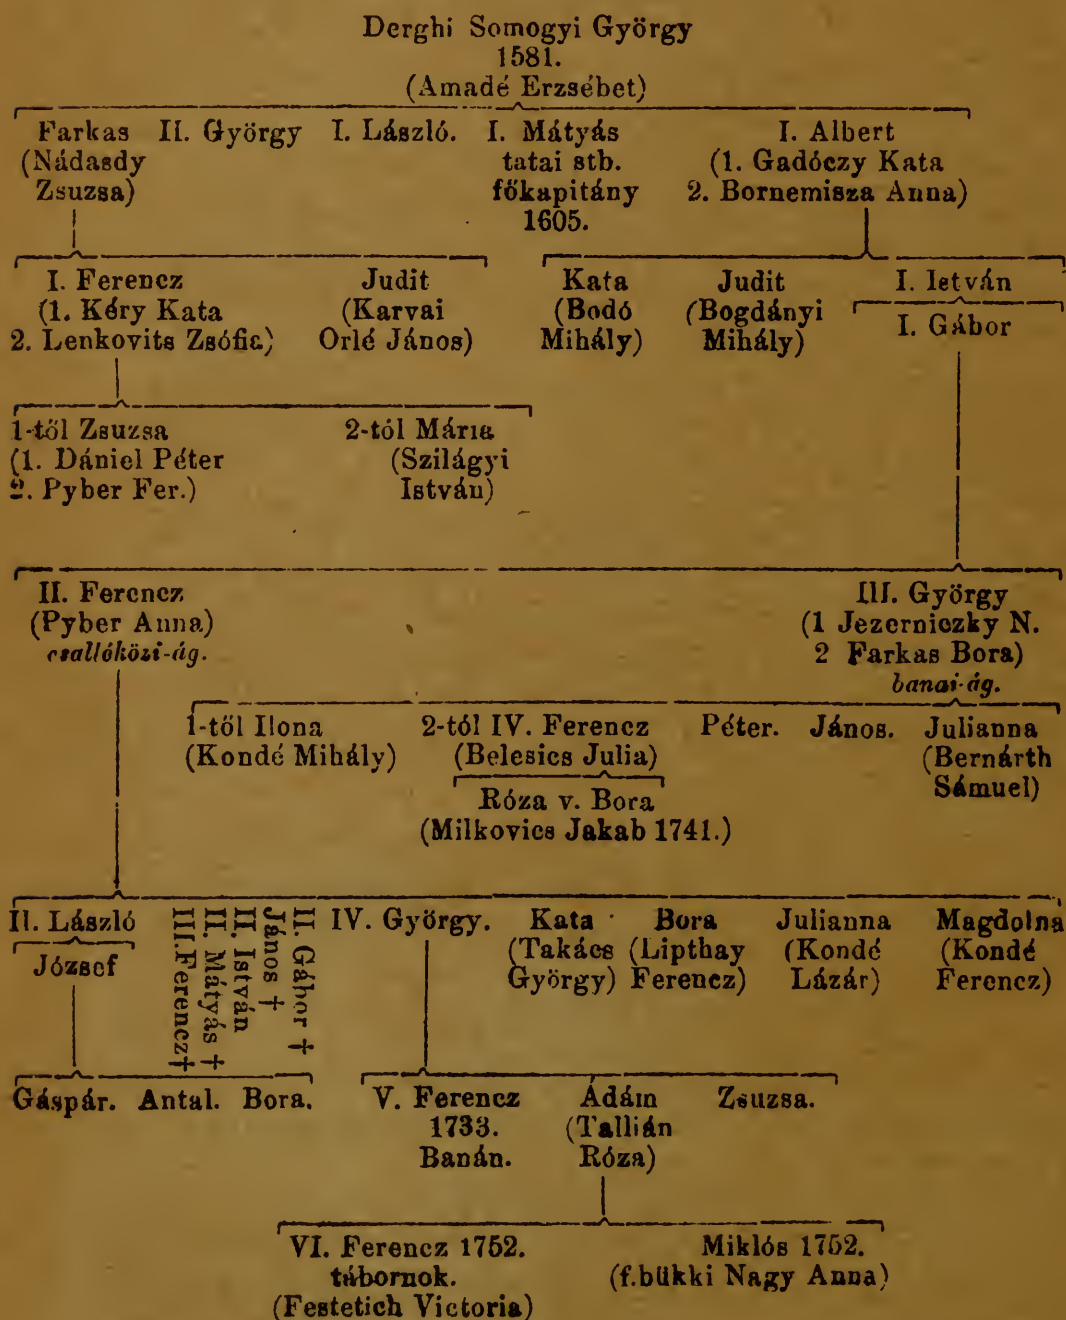 Derghi Somogyi György
1581.
(Amadé Erzsébet)
Farkas II. György I. László. I. Mátyás I. Albert
(Nádasdy tatai stb. (1. Gadóczy Kata
Zsuzsa) főkapitány 2. Bornemisza Anna)
1605.
I. Ferencz Judit Kata Judit I. István
(1. Kéry Kata (Karvai (Bodó (Bogdányi I. Gábor
2. Lenkovits Zsófia) Orlé János) Mihály) Mihály)
1-től Zsuzsa 2-tól Mária
(1. Dániel Péter (Szilágyi
2. Pyber Fer.) István)
II. Ferencz III. György
(Pyber Anna) (1 Jezerniczky N.
csallóközi-ág. 2 Farkas Bora)
banai-ág.
1-től Ilona 2-tól IV. Ferencz Péter. János. Julianna
(Kondé Mihály) (Belesics Julia) (Bernárth
Sámuel)
Róza v. Bora
(Milkovics Jakab 1741.)
II. László III. Ferencz† II. Mátyás † II. István János † II. Gábor † IV. György. Kata Bora Julianna Magdolna
József (Takács (Lipthay (Kondé (Kondé
György) Ferencz) Lázár) Ferencz)
Gáspár. Antal. Bora. V. Ferencz Ádám Zsuzsa.
1733. (Tallián
Banán. Róza)
VI. Ferencz 1752. Miklós 1752.
tábornok. (f.bükki Nagy Anna)
(Festetich Victoria)